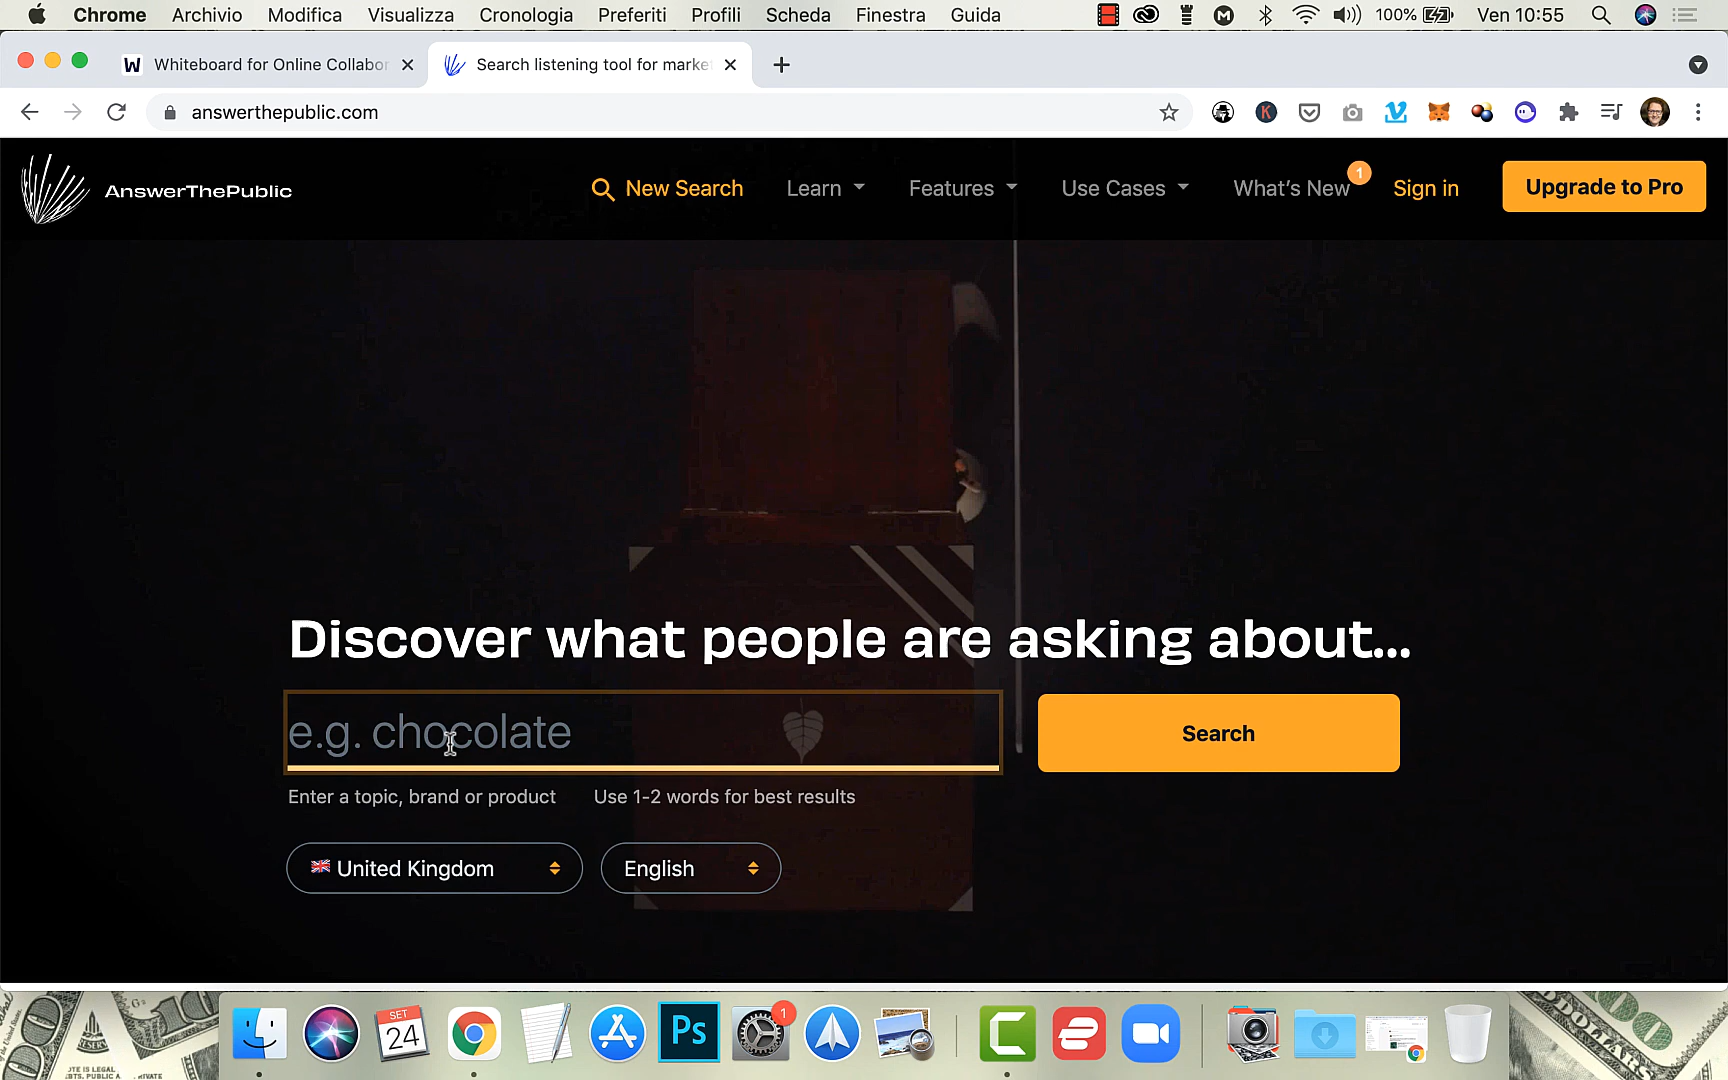 Chrome Archivio Modifica Visualizza Cronologia Preferiti Profili Scheda Finestra Guida 100% Ven 10:55
Whiteboard for Online Collabor
Search listening tool for marke
answerthepublic.com
AnswerThePublic
New Search Learn Features Use Cases What's New 1 Sign in Upgrade to Pro
Discover what people are asking about...
e.g. chocolate
Search
Enter a topic, brand or product Use 1-2 words for best results
United Kingdom English
SET
24
Ps
1